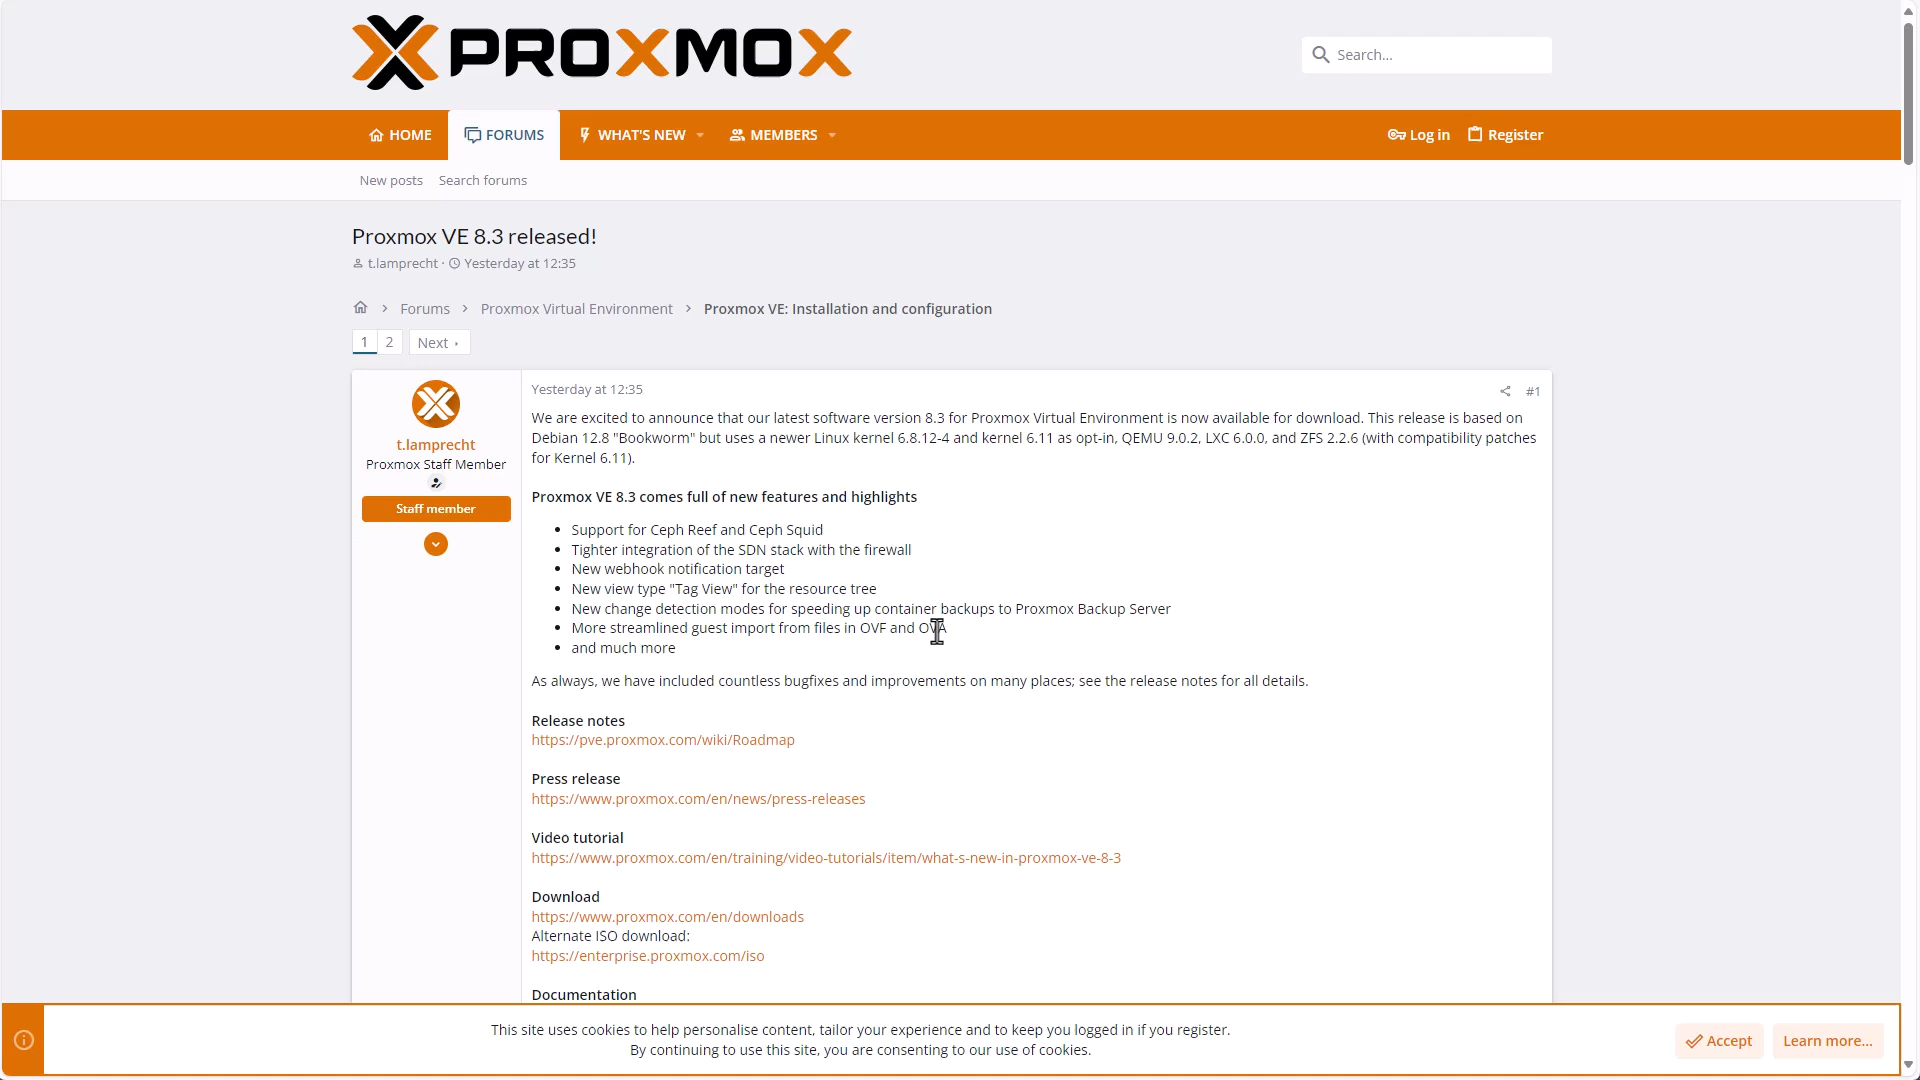 PROXMOX
Search...
HOME FORUMS WHAT'S NEW MEMBERS Log in Register
New posts Search forums
Proxmox VE 8.3 released!
t.lamprecht · Yesterday at 12:35
Forums Proxmox Virtual Environment Proxmox VE: Installation and configuration
1 2 Next
Yesterday at 12:35 #1
t.lamprecht
Proxmox Staff Member
Staff member
We are excited to announce that our latest software version 8.3 for Proxmox Virtual Environment is now available for download. This release is based on
Debian 12.8 "Bookworm" but uses a newer Linux kernel 6.8.12-4 and kernel 6.11 as opt-in, QEMU 9.0.2, LXC 6.0.0, and ZFS 2.2.6 (with compatibility patches
for Kernel 6.11).
Proxmox VE 8.3 comes full of new features and highlights
• Support for Ceph Reef and Ceph Squid
• Tighter integration of the SDN stack with the firewall
• New webhook notification target
• New view type "Tag View" for the resource tree
• New change detection modes for speeding up container backups to Proxmox Backup Server
• More streamlined guest import from files in OVF and OVA
• and much more
As always, we have included countless bugfixes and improvements on many places; see the release notes for all details.
Release notes
https://pve.proxmox.com/wiki/Roadmap
Press release
https://www.proxmox.com/en/news/press-releases
Video tutorial
https://www.proxmox.com/en/training/video-tutorials/item/what-s-new-in-proxmox-ve-8-3
Download
https://www.proxmox.com/en/downloads
Alternate ISO download:
https://enterprise.proxmox.com/iso
Documentation
This site uses cookies to help personalise content, tailor your experience and to keep you logged in if you register.
By continuing to use this site, you are consenting to our use of cookies.
Accept Learn more...